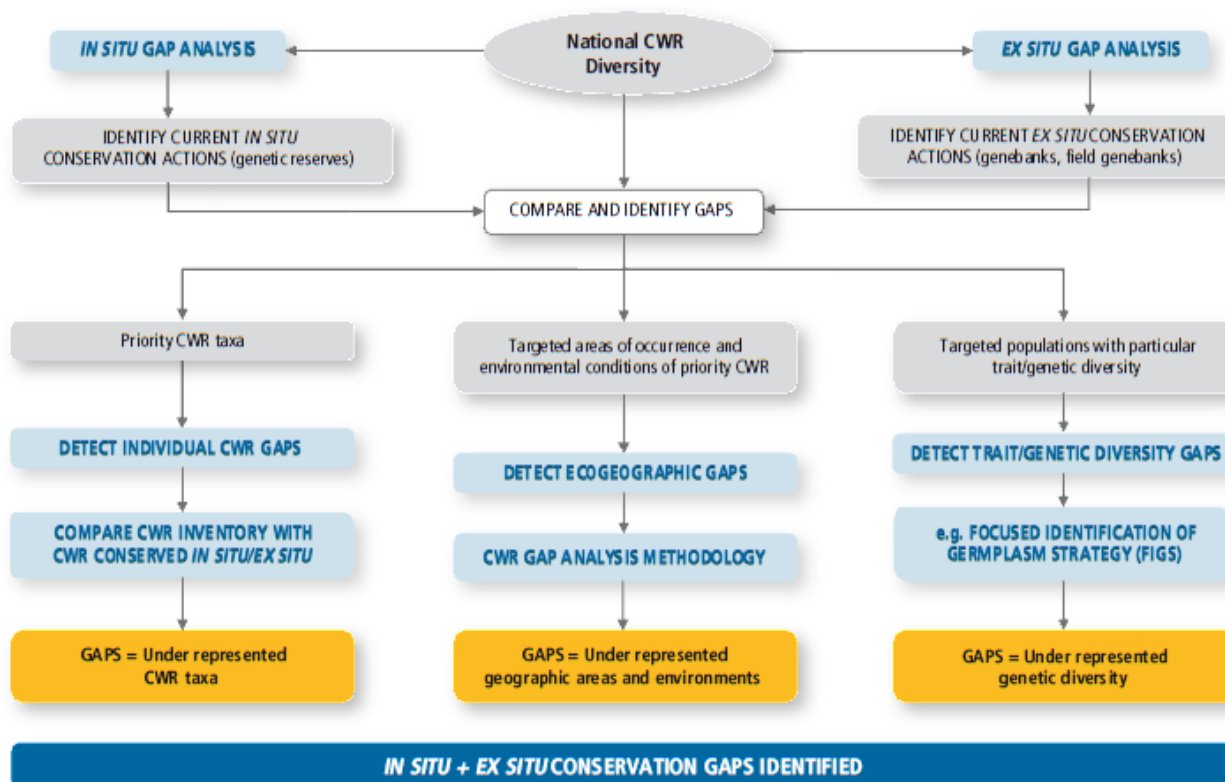 IN SITU GAP ANALYSIS
National CWR
Diversity
EX SITU GAP ANALYSIS
IDENTIFY CURRENT IN SITU
CONSERVATION ACTIONS (genetic reserves)
IDENTIFY CURRENT EX SITU CONSERVATION
ACTIONS (genebanks, field genebanks)
COMPARE AND IDENTIFY GAPS
Priority CWR taxa
Targeted areas of occurrence and
environmental conditions of priority CWR
Targeted populations with particular
trait/genetic diversity
DETECT INDIVIDUAL CWR GAPS
DETECT ECOGEOGRAPHIC GAPS
DETECT TRAIT/GENETIC DIVERSITY GAPS
COMPARE CWR INVENTORY WITH
CWR CONSERVED IN SITU/EX SITU
CWR GAP ANALYSIS METHODOLOGY
e.g. FOCUSED IDENTIFICATION OF
GERMPLASM STRATEGY (FIGS)
GAPS = Under represented
CWR taxa
GAPS = Under represented
geographic areas and environments
GAPS = Under represented
genetic diversity
IN SITU + EX SITU CONSERVATION GAPS IDENTIFIED